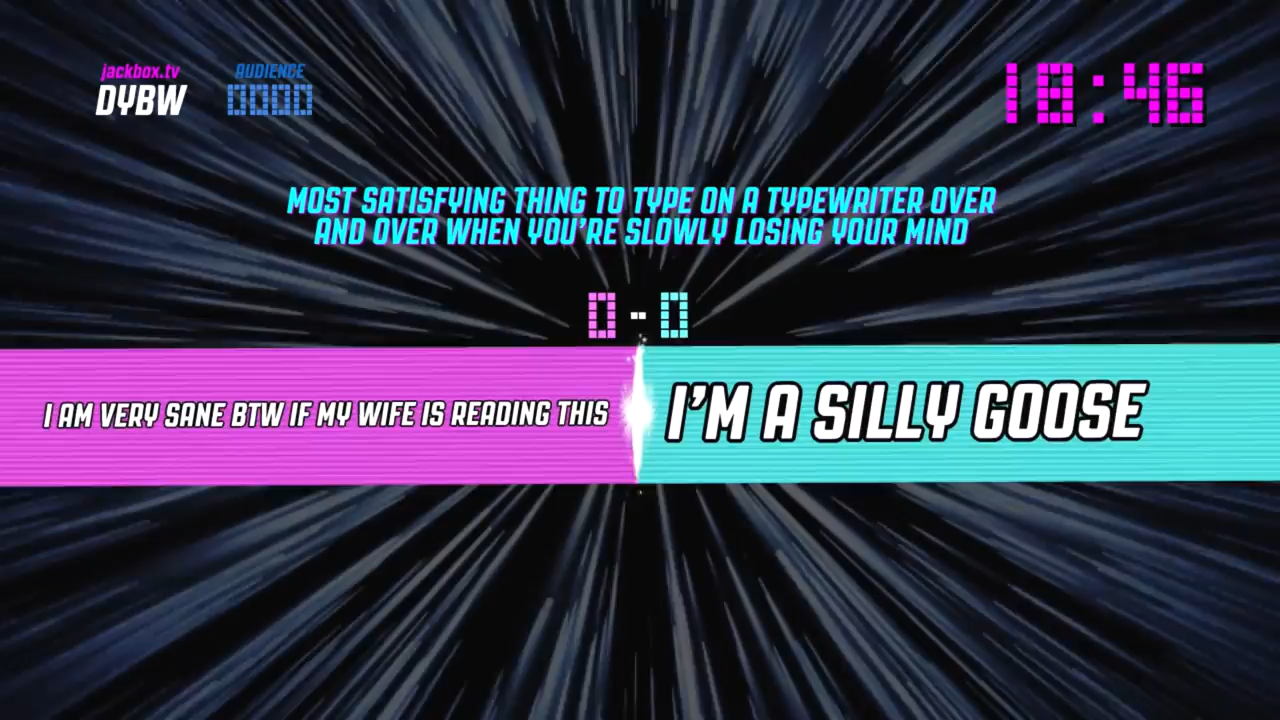 jackbox.tv
DYBW
AUDIENCE
0000
18:46
MOST SATISFYING THING TO TYPE ON A TYPEWRITER OVER
AND OVER WHEN YOU'RE SLOWLY LOSING YOUR MIND
0 - 0
I AM VERY SANE BTW IF MY WIFE IS READING THIS
I'M A SILLY GOOSE